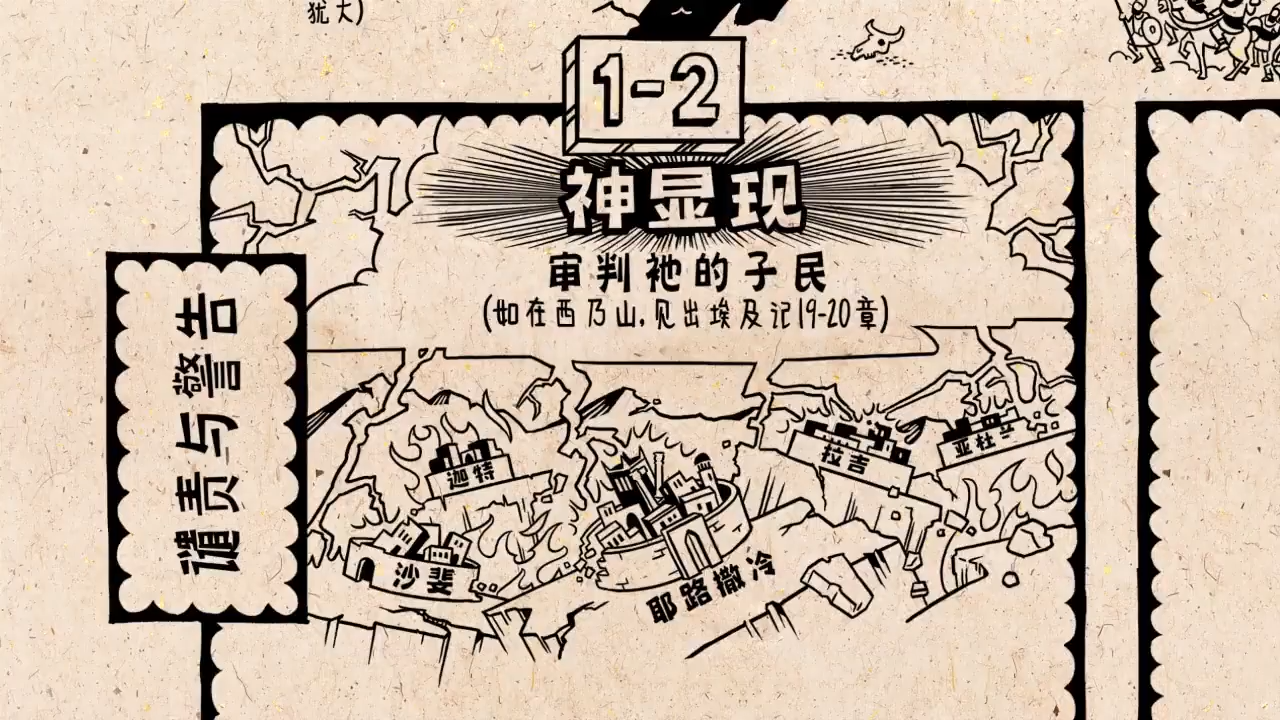 犹大)
1-2
神显现
审判祂的子民
(如在西乃山,见出埃及记19-20章)
谴责与警告
迦特
拉吉
亚杜兰
沙斐
耶路撒冷